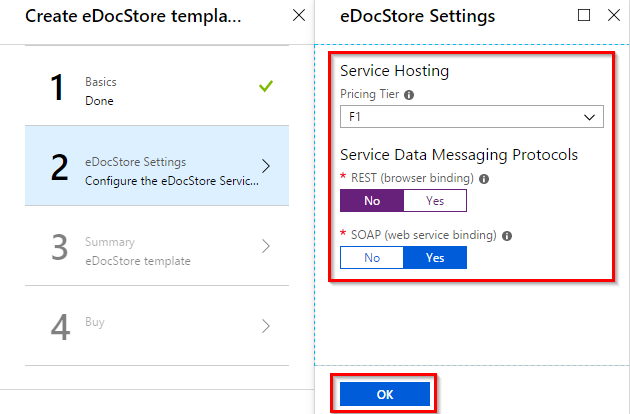 Create eDocStore templa...
1
Basics
Done
2
eDocStore Settings
Configure the eDocStore Servic...
3
Summary
eDocStore template
4
Buy
eDocStore Settings
Service Hosting
Pricing Tier
F1
Service Data Messaging Protocols
* REST (browser binding)
No Yes
* SOAP (web service binding)
No Yes
OK